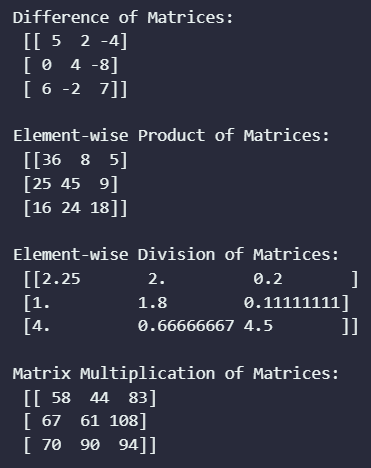 Difference of Matrices:
[[ 5  2 -4]
[ 0  4 -8]
[ 6 -2  7]]
Element-wise Product of Matrices:
[[36  8  5]
[25 45  9]
[16 24 18]]
Element-wise Division of Matrices:
[[2.25       2.         0.2       ]
[1.         1.8        0.11111111]
[4.         0.66666667 4.5       ]]
Matrix Multiplication of Matrices:
[[ 58  44  83]
[ 67  61 108]
[ 70  90  94]]